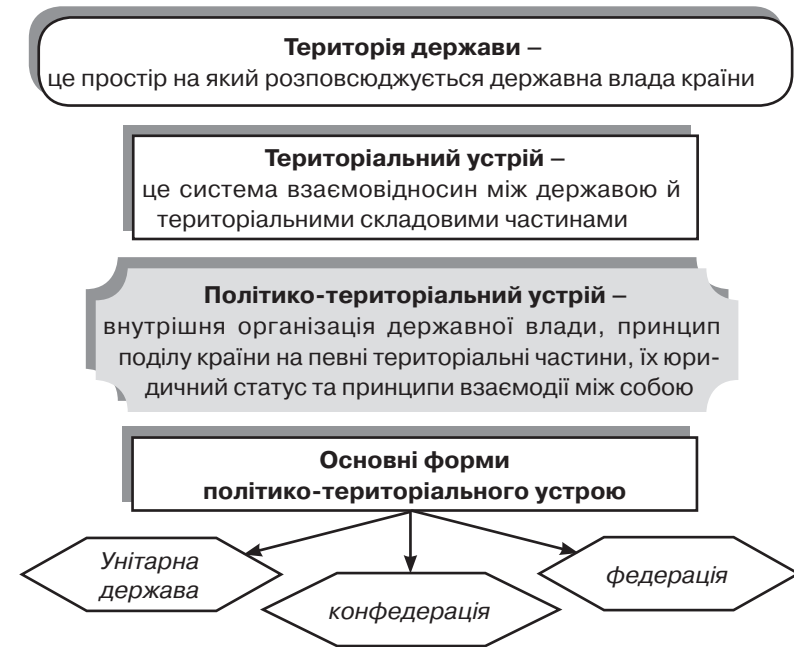 Територія держави –
це простір на який розповсюджується державна влада країни
Територіальний устрій –
це система взаємовідносин між державою й
територіальними складовими частинами
Політико-територіальний устрій –
внутрішня організація державної влади, принцип
поділу країни на певні територіальні частини, їх юри-
дичний статус та принципи взаємодії між собою
Основні форми
політико-територіального устрою
Унітарна
держава
конфедерація
федерація